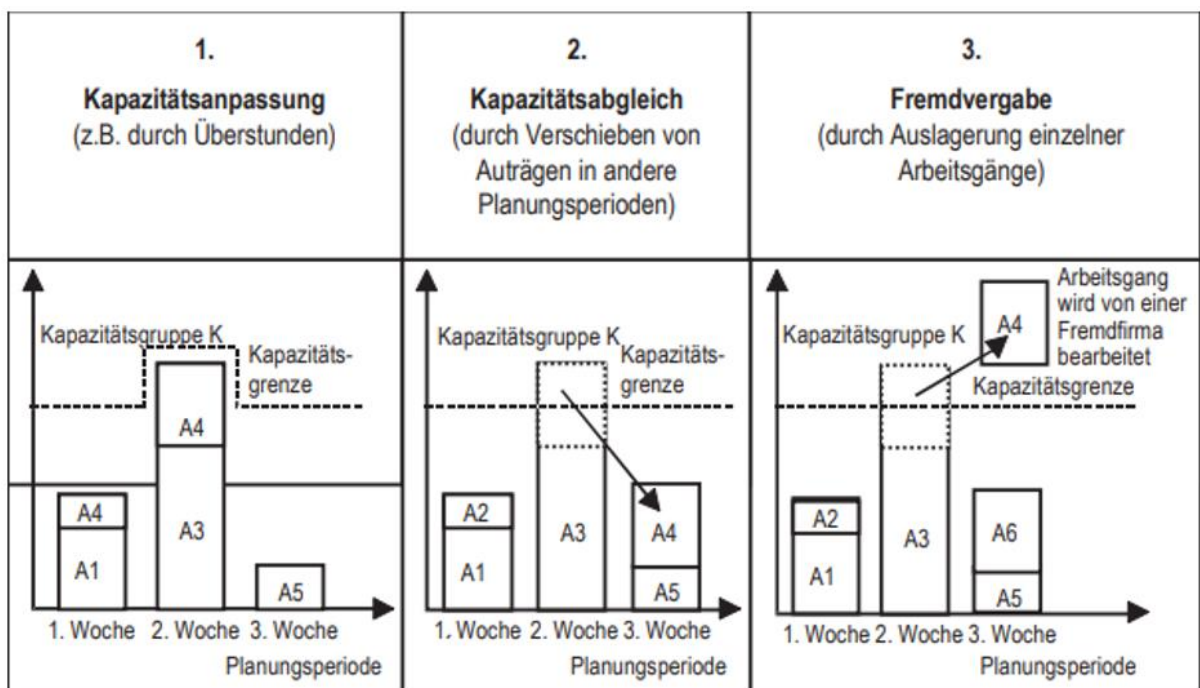 1.
Kapazitätsanpassung
(z.B. durch Überstunden)
2.
Kapazitätsabgleich
(durch Verschieben von
Auträgen in andere
Planungsperioden)
3.
Fremdvergabe
(durch Auslagerung einzelner
Arbeitsgänge)
Kapazitätsgruppe K
Kapazitäts-
grenze
A4
A4
A3
A1
A5
1. Woche 2. Woche 3. Woche
Planungsperiode
Kapazitätsgruppe K
Kapazitäts-
grenze
A2
A3
A4
A1
A5
1. Woche 2. Woche 3. Woche
Planungsperiode
Arbeitsgang
wird von einer
Fremdfirma
bearbeitet
A4
Kapazitätsgruppe K
Kapazitätsgrenze
A2
A3
A6
A1
A5
1. Woche 2. Woche 3. Woche
Planungsperiode